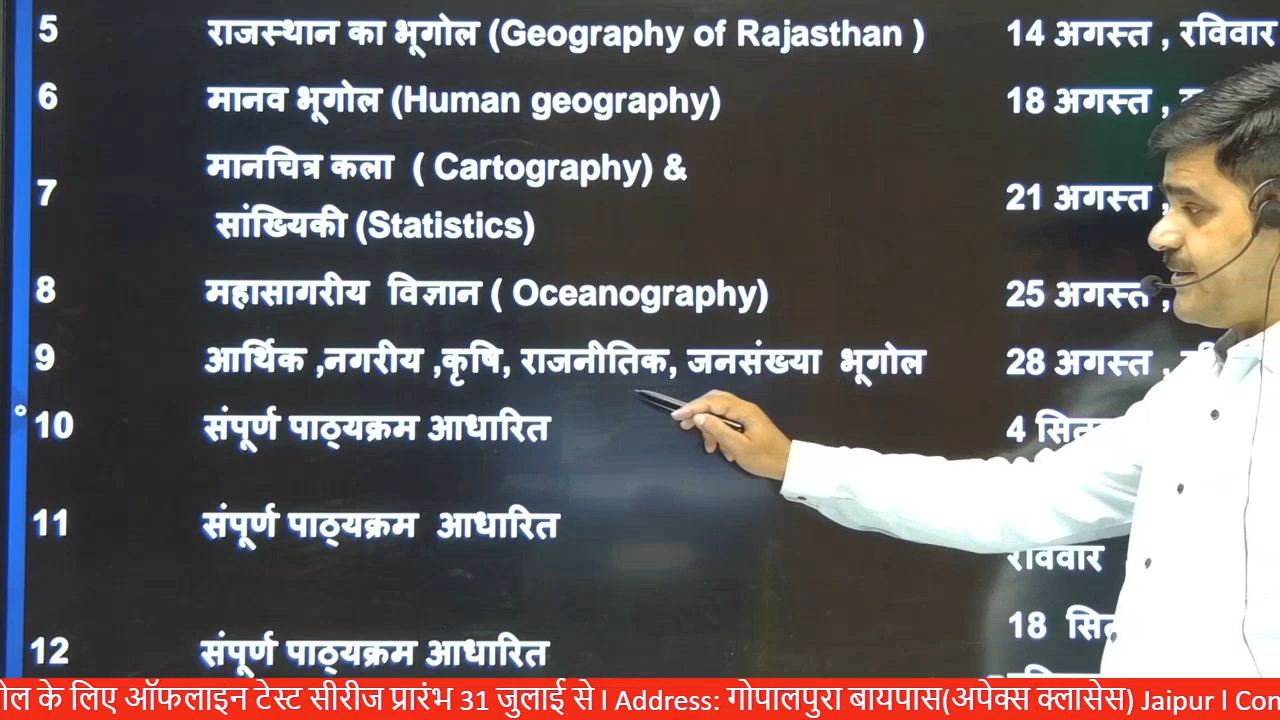 5 राजस्थान का भूगोल (Geography of Rajasthan ) 14 अगस्त , रविवार
6 मानव भूगोल (Human geography) 18 अगस्त ,
7 मानचित्र कला ( Cartography) &
सांख्यिकी (Statistics) 21 अगस्त ,
8 महासागरीय विज्ञान ( Oceanography) 25 अगस्त ,
9 आर्थिक ,नगरीय ,कृषि, राजनीतिक, जनसंख्या भूगोल 28 अगस्त ,
10 संपूर्ण पाठ्यक्रम आधारित 4
11 संपूर्ण पाठ्यक्रम आधारित
रविवार
18
12 संपूर्ण पाठ्यक्रम आधारित
के लिए ऑफलाइन टेस्ट सीरीज प्रारंभ 31 जुलाई से l Address: गोपालपुरा बायपास(अपेक्स क्लासेस) Jaipur l